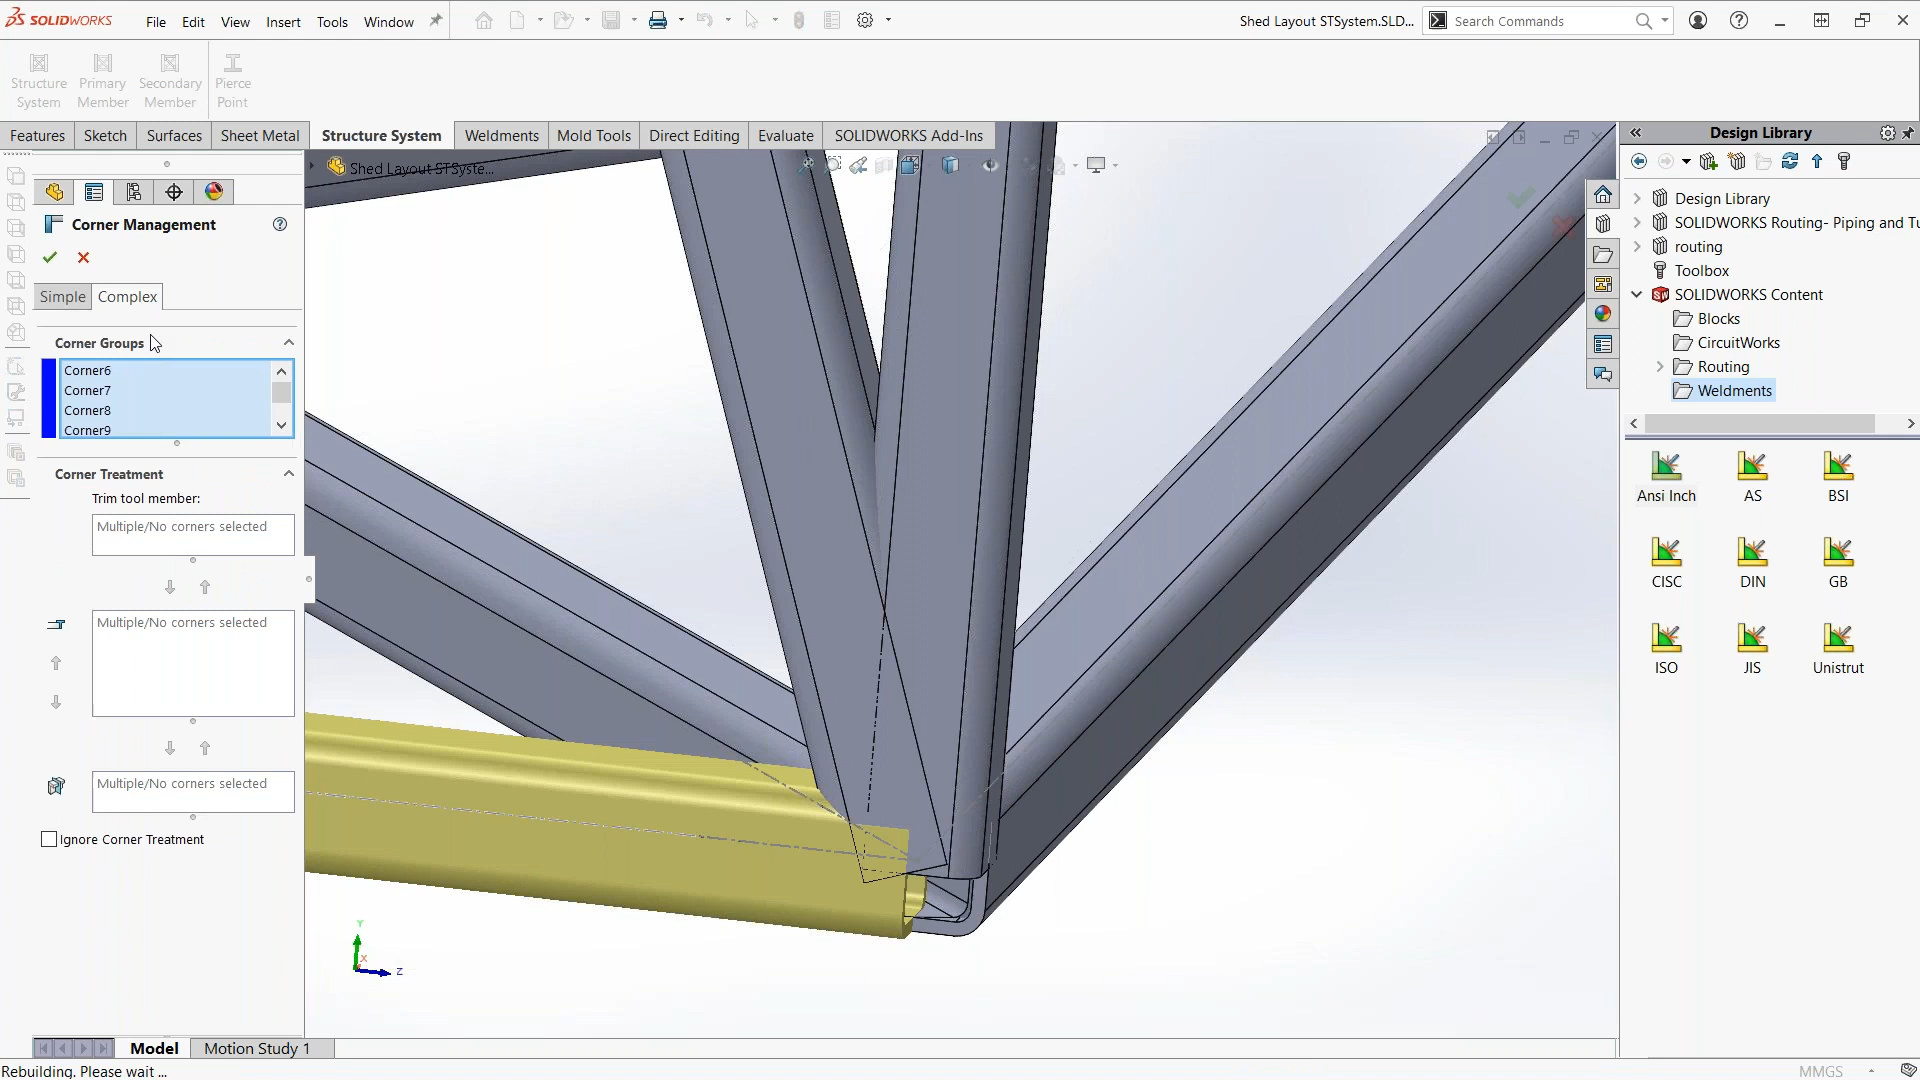 SOLIDWORKS
File Edit View Insert Tools Window
Shed Layout STSystem.SLD...
Search Commands
Structure System
Primary Member
Secondary Member
Pierce Point
Features Sketch Surfaces Sheet Metal Structure System Weldments Mold Tools Direct Editing Evaluate SOLIDWORKS Add-Ins
Shed Layout STSyste...
Corner Management
Simple Complex
Corner Groups
Corner6
Corner7
Corner8
Corner9
Corner Treatment
Trim tool member:
Multiple/No corners selected
Multiple/No corners selected
Multiple/No corners selected
Ignore Corner Treatment
Y
X
Z
Design Library
Design Library
SOLIDWORKS Routing- Piping and Tu
routing
Toolbox
SOLIDWORKS Content
Blocks
CircuitWorks
Routing
Weldments
Ansi Inch AS BSI
CISC DIN GB
ISO JIS Unistrut
Model Motion Study 1
Rebuilding. Please wait ...
MMGS